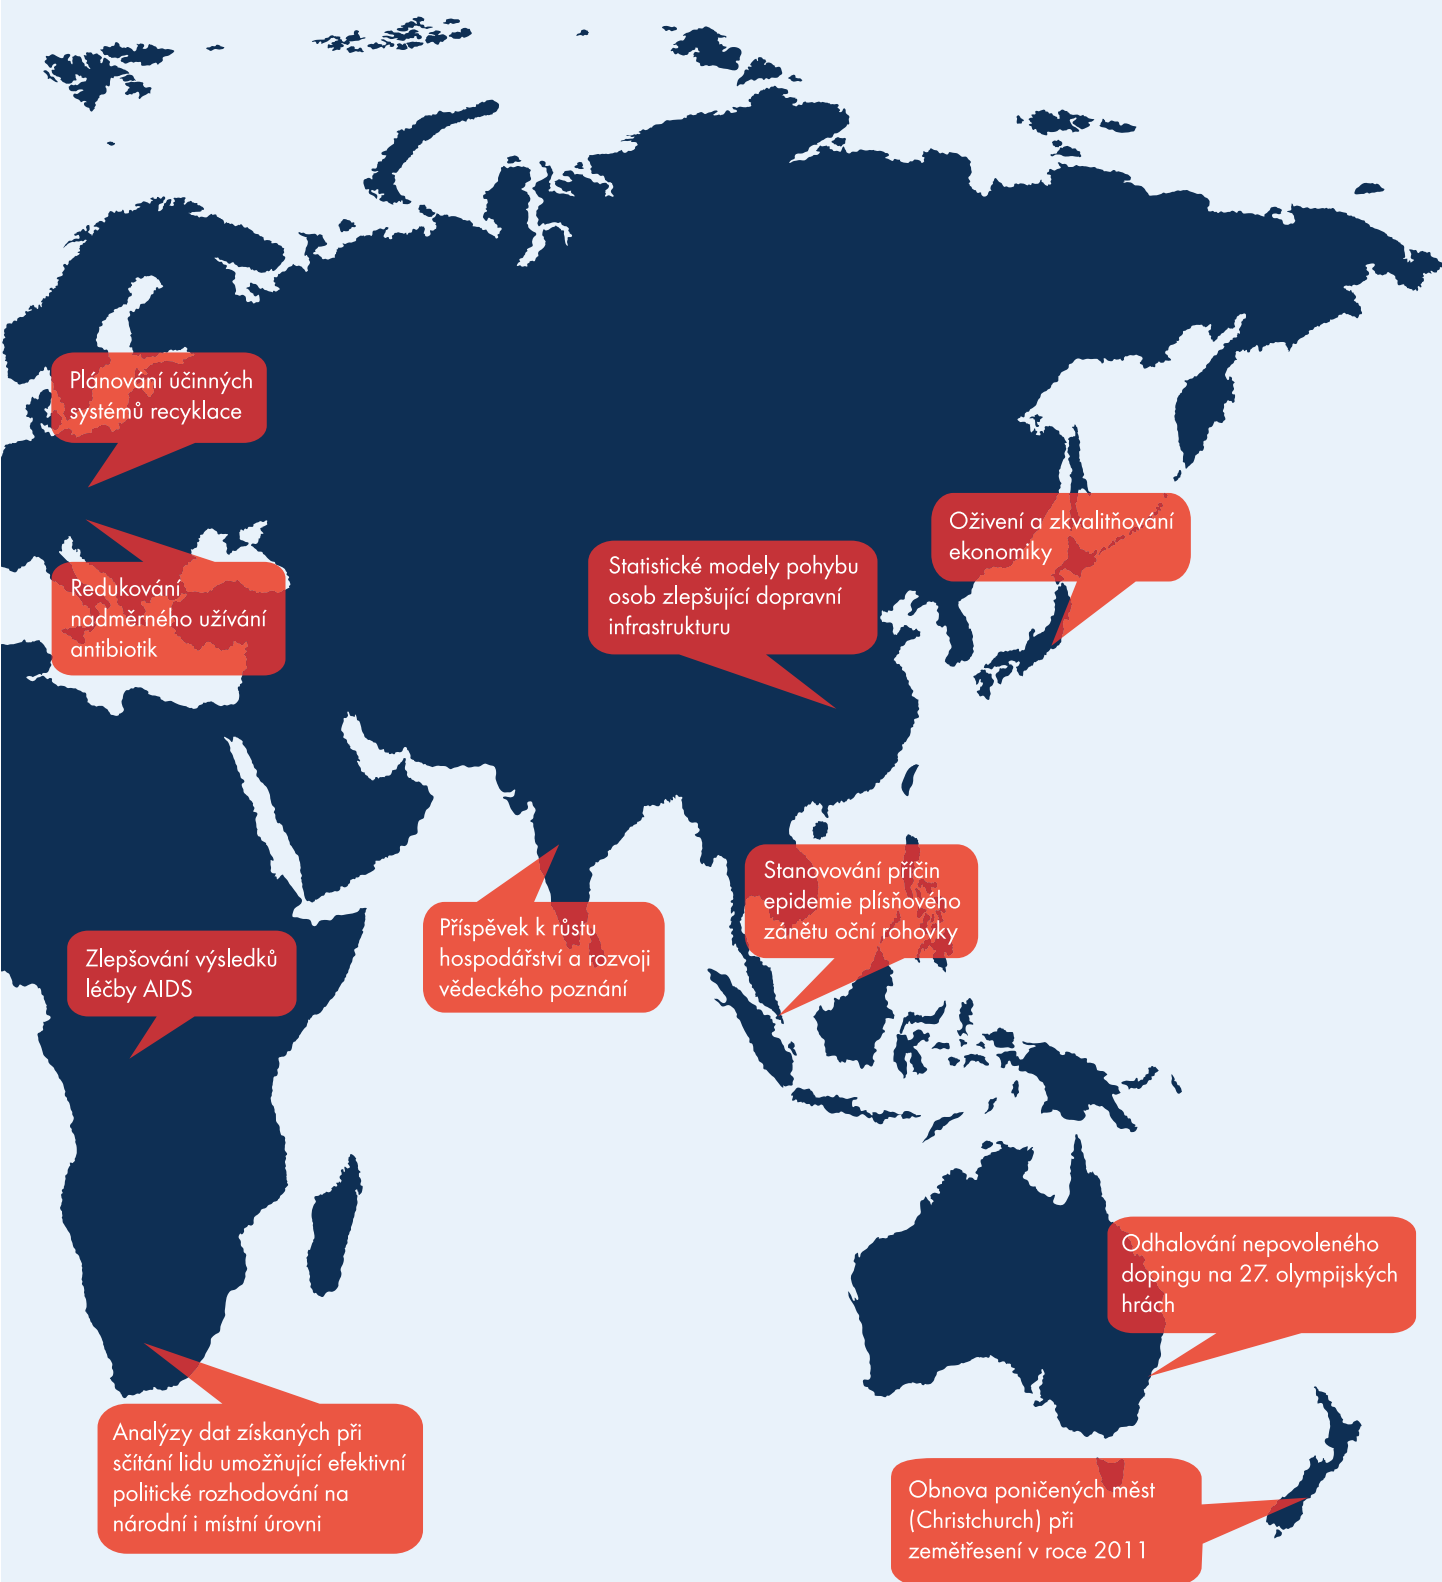 Plánování účinných
systémů recyklace
Oživení a zkvalitňování
ekonomiky
Statistické modely pohybu
osob zlepšující dopravní
infrastrukturu
Redukování
nadměrného užívání
antibiotik
Stanovování příčin
epidemie plísňového
zánětu oční rohovky
Příspěvek k růstu
hospodářství a rozvoji
vědeckého poznání
Zlepšování výsledků
léčby AIDS
Odhalování nepovoleného
dopingu na 27. olympijských
hrách
Analýzy dat získaných při
sčítání lidu umožňující efektivní
politické rozhodování na
národní i místní úrovni
Obnova poničených měst
(Christchurch) při
zemětřesení v roce 2011